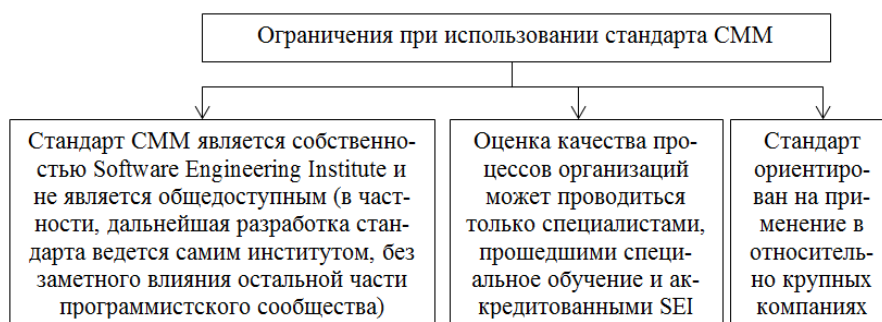 Ограничения при использовании стандарта СММ
Стандарт СММ является собственно-
стью Software Engineering Institute и
не является общедоступным (в част-
ности, дальнейшая разработка стан-
дарта ведется самим институтом, без
заметного влияния остальной части
программистского сообщества)
Оценка качества про-
цессов организаций
может проводиться
только специалистами,
прошедшими специ-
альное обучение и ак-
кредитованными SEI
Стандарт
ориентиро-
ван на при-
менение в
относитель-
но крупных
компаниях